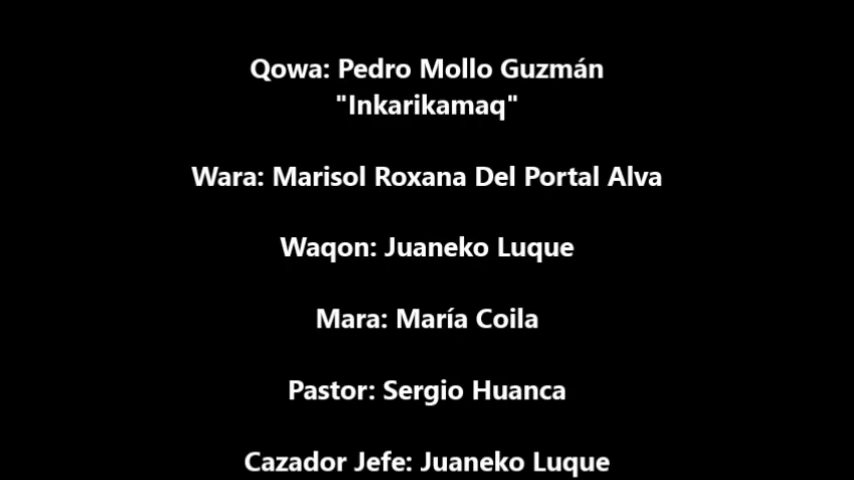 Qowa: Pedro Mollo Guzmán
"Inkarikamaq"
Wara: Marisol Roxana Del Portal Alva
Waqon: Juaneko Luque
Mara: María Coila
Pastor: Sergio Huanca
Cazador Jefe: Juaneko Luque